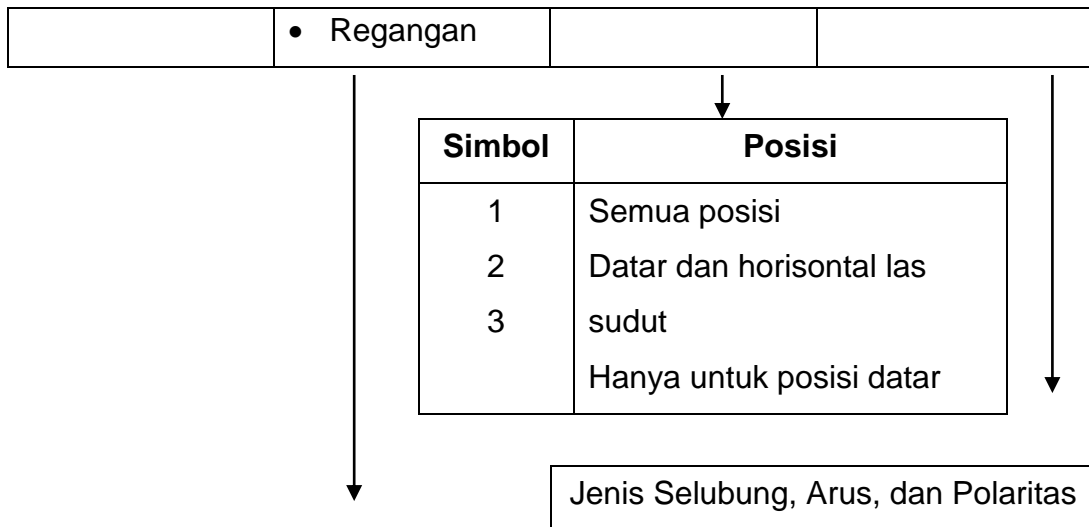 • Regangan
Simbol Posisi
1 Semua posisi
2 Datar dan horisontal las
3 sudut
Hanya untuk posisi datar
Jenis Selubung, Arus, dan Polaritas